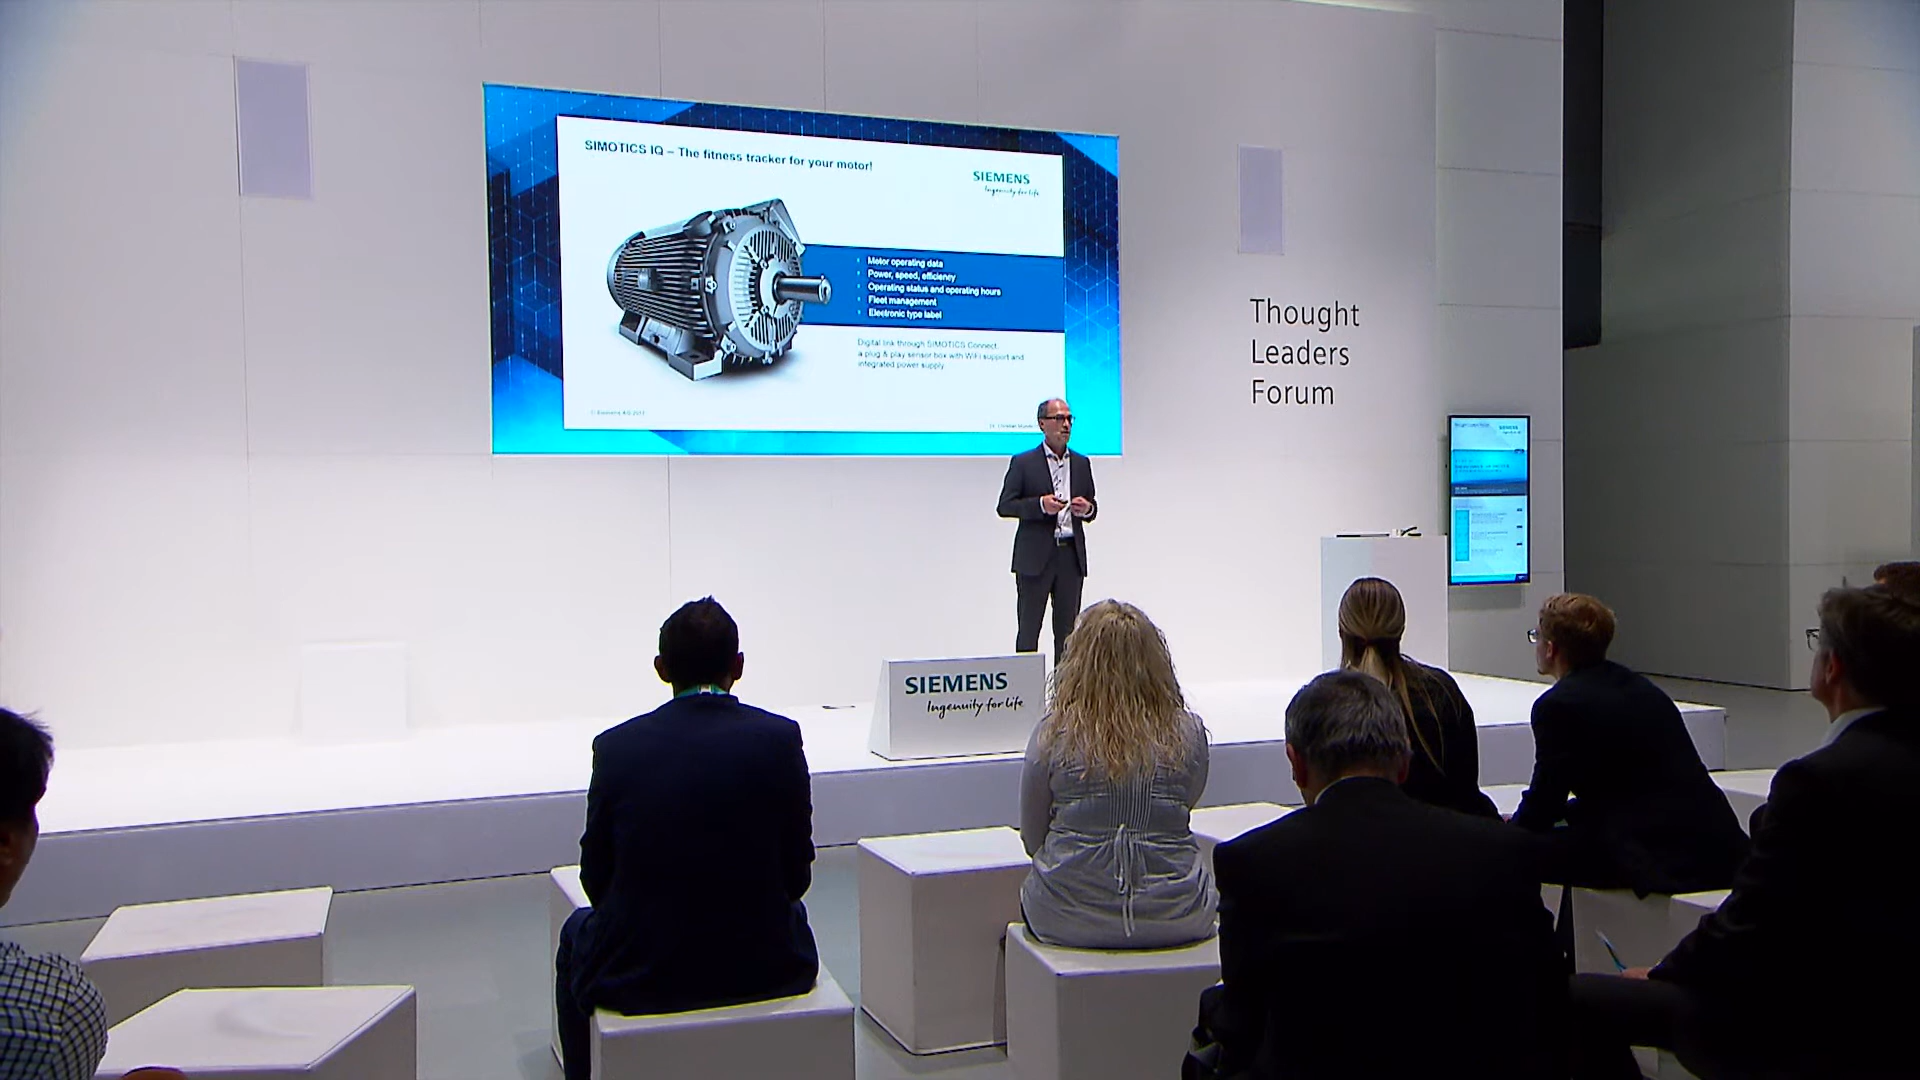 SIMOTICS IQ – The fitness tracker for your motor!
SIEMENS
Ingenuity for life
Motor operating data
Power, speed, efficiency
Operating status and operating hours
Fleet management
Electronic type label
Digital link through SIMOTICS Connect,
a plug & play sensor box with WiFi support and
integrated power supply
Thought
Leaders
Forum
SIEMENS
SIEMENS
Ingenuity for life